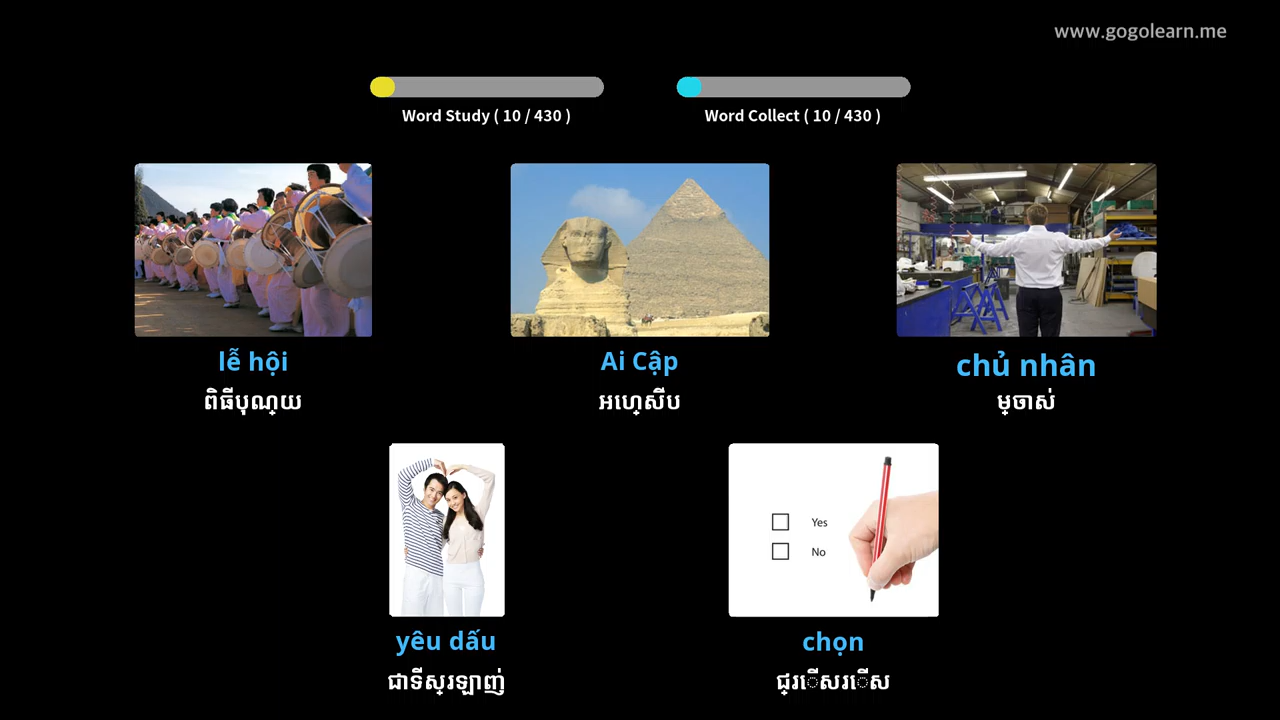 www.gogolearn.me
Word Study ( 10 / 430 )
Word Collect ( 10 / 430 )
lễ hội
ពិធីបុណ្យ
Ai Cập
អេហ្ស៊ីប
chủ nhân
ម្ចាស់
Yes
No
yêu dấu
ជាទីស្រឡាញ់
chọn
ជ្រើសរើស